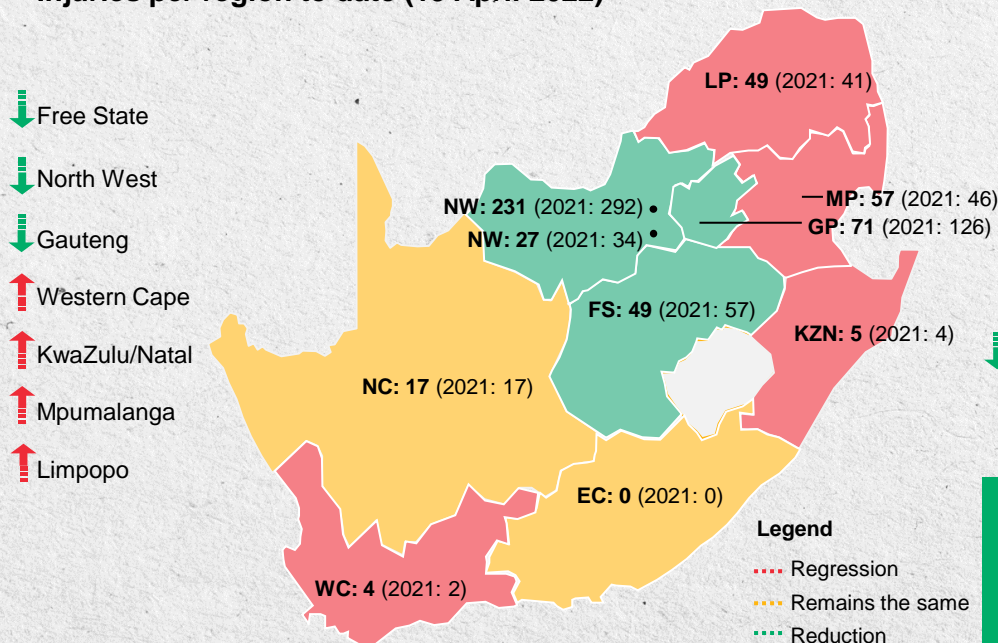 Free State
North West
Gauteng
Western Cape
KwaZulu/Natal
Mpumalanga
Limpopo
LP: 49 (2021: 41)
MP: 57 (2021: 46)
GP: 71 (2021: 126)
NW: 231 (2021: 292)
NW: 27 (2021: 34)
FS: 49 (2021: 57)
KZN: 5 (2021: 4)
NC: 17 (2021: 17)
EC: 0 (2021: 0)
WC: 4 (2021: 2)
Legend
Regression
Remains the same
Reduction